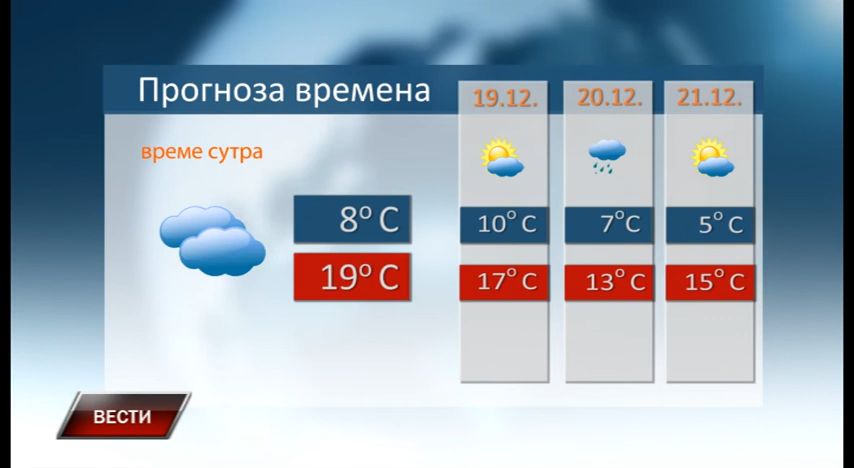 Прогноза времена
време сутра
8° C
19° C
19.12.
10° C
17° C
20.12.
7°C
13° C
21.12.
5° C
15° C
ВЕСТИ